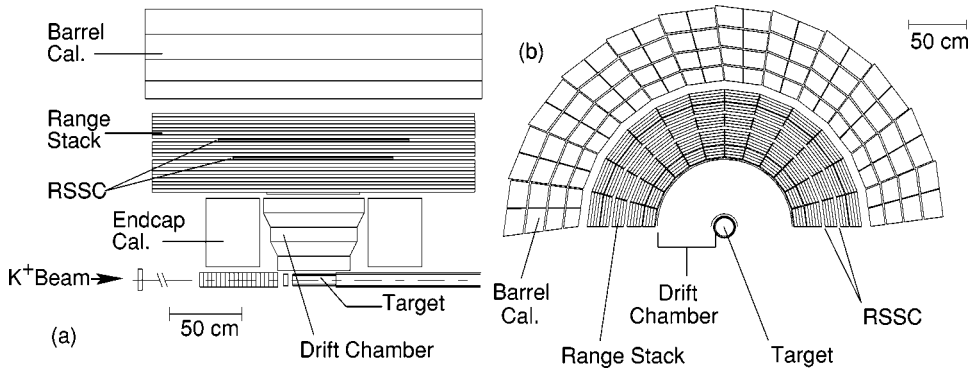 Barrel
Cal.
Range
Stack
RSSC
Endcap
Cal.
K+Beam
50 cm
Target
(a)
Drift Chamber
(b)
50 cm
Barrel
Cal.
Drift
Chamber
RSSC
Range Stack
Target